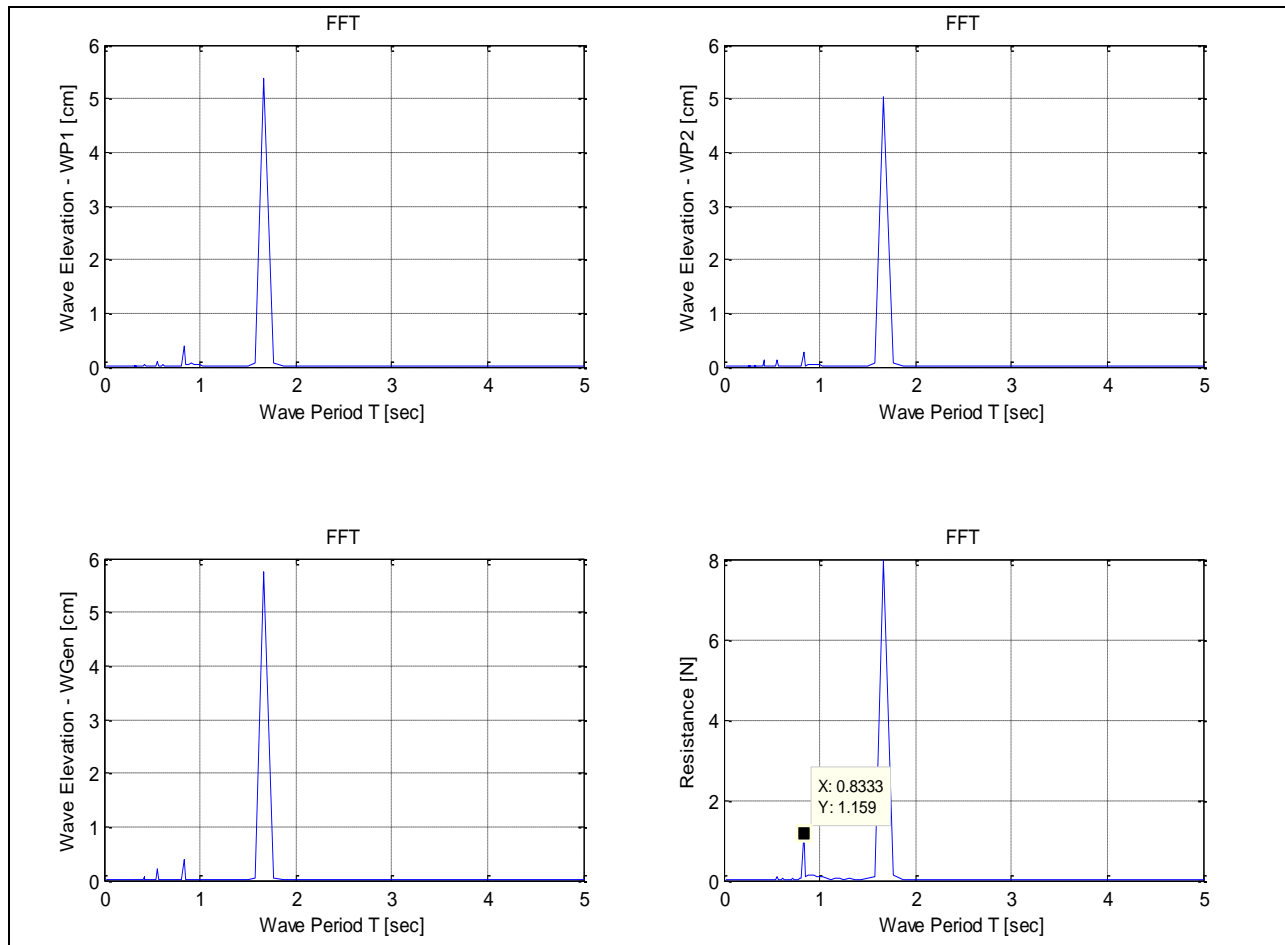 FFT
Wave Elevation - WP1 [cm]
6
5
4
3
2
1
0
0 1 2 3 4 5
Wave Period T [sec]
FFT
Wave Elevation - WP2 [cm]
6
5
4
3
2
1
0
0 1 2 3 4 5
Wave Period T [sec]
FFT
Wave Elevation - WGen [cm]
6
5
4
3
2
1
0
0 1 2 3 4 5
Wave Period T [sec]
FFT
Resistance [N]
8
6
4
2
0
X: 0.8333
Y: 1.159
0 1 2 3 4 5
Wave Period T [sec]